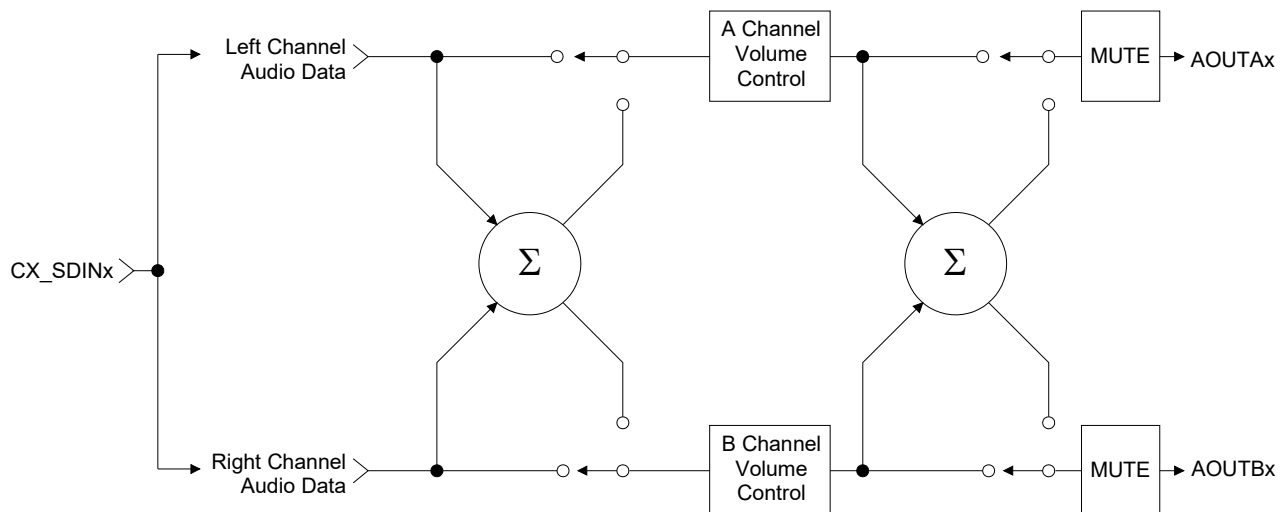 Left Channel
Audio Data
A Channel
Volume
Control
MUTE
AOUTAx
CX_SDINx
Σ
Σ
Right Channel
Audio Data
B Channel
Volume
Control
MUTE
AOUTBx